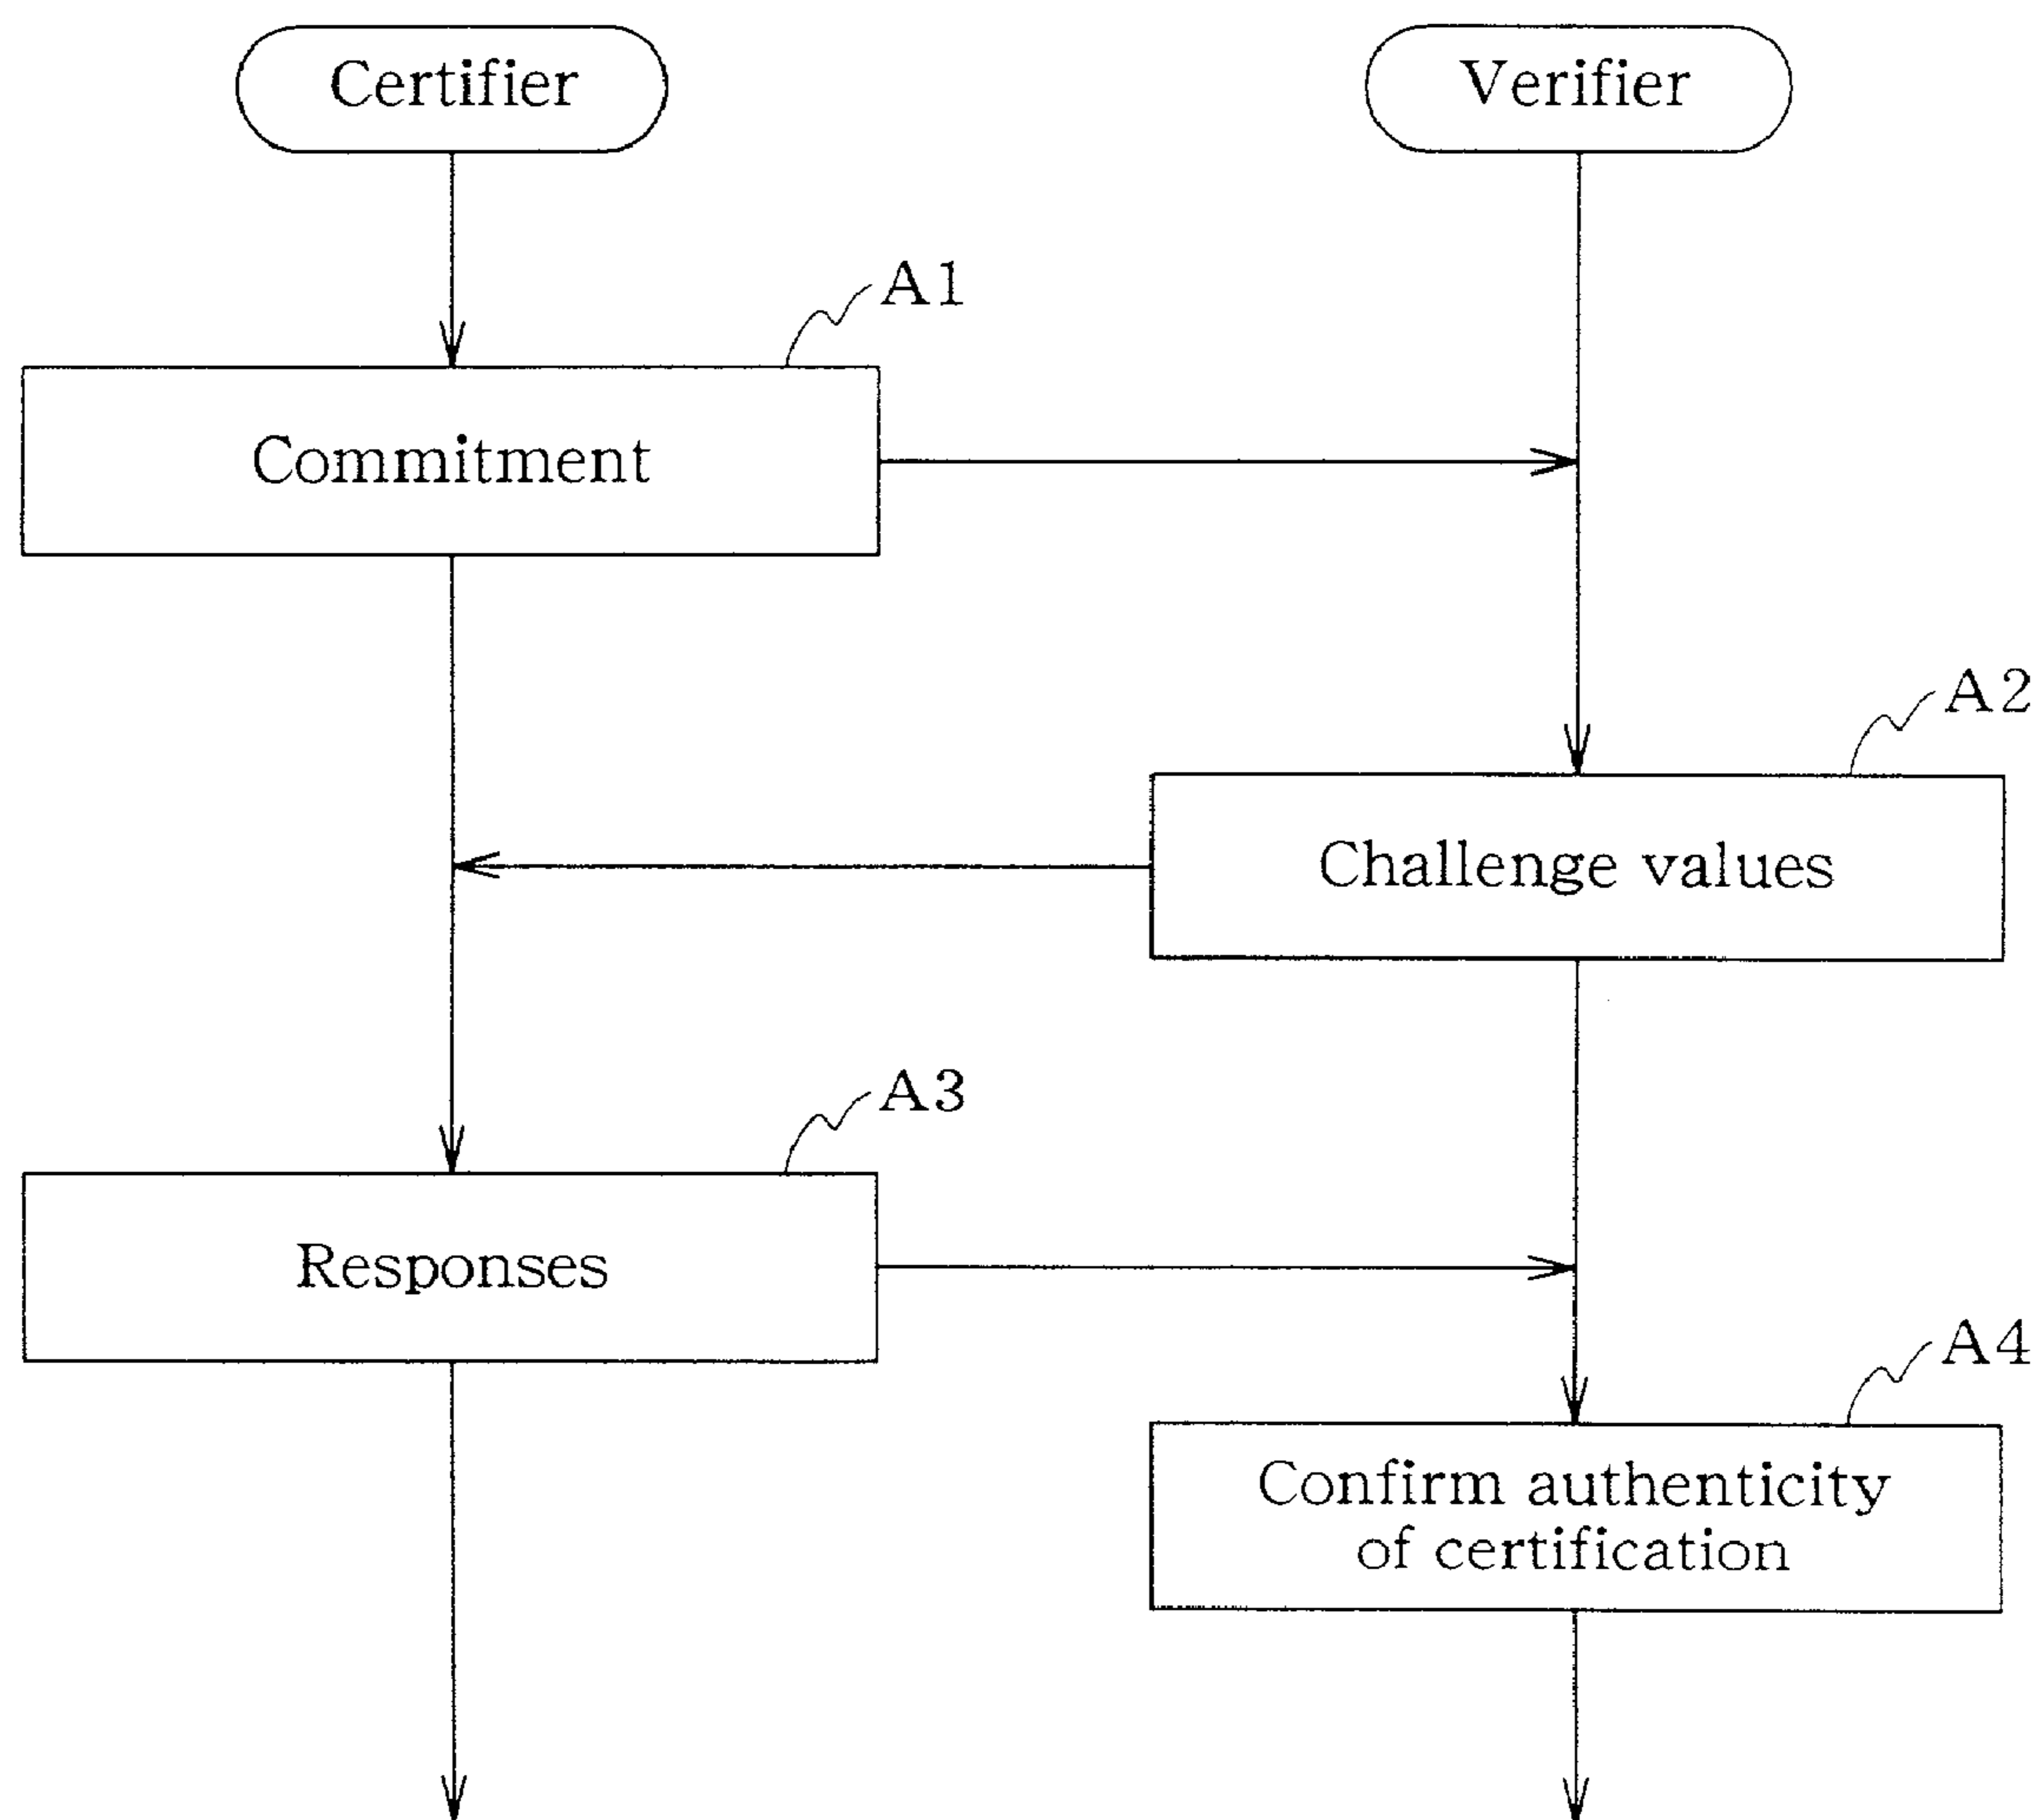 Certifier
Verifier
A1
Commitment
A2
Challenge values
A3
Responses
A4
Confirm authenticity
of certification